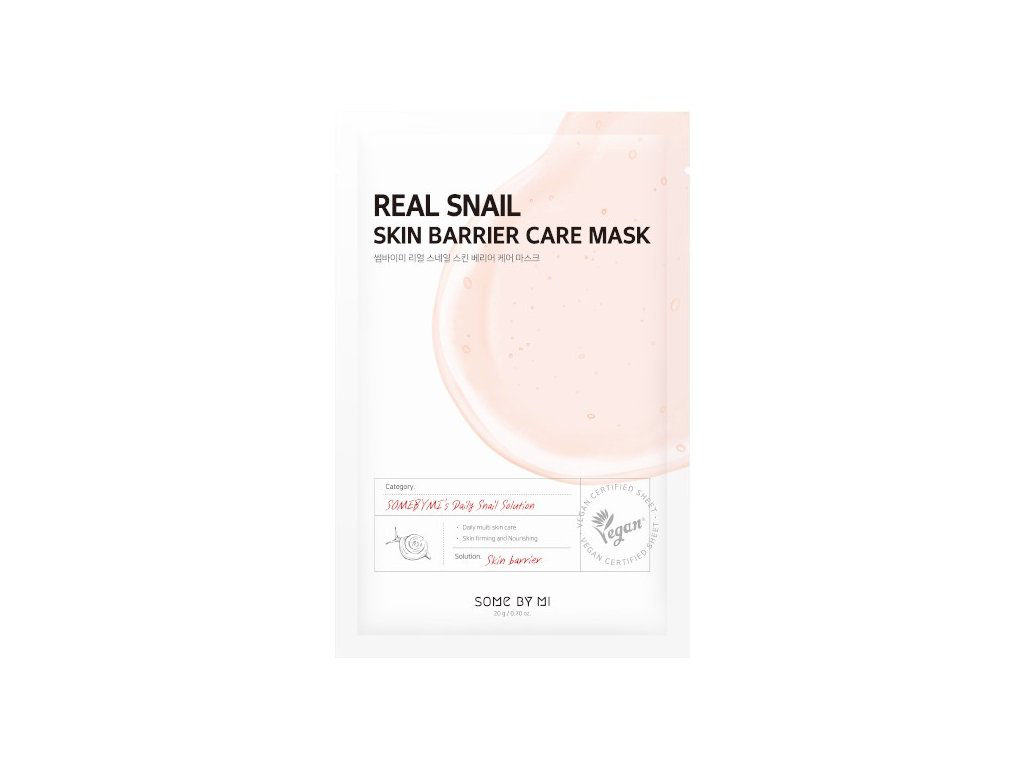 REAL SNAIL
SKIN BARRIER CARE MASK
썸바이미 리얼 스네일 스킨 베리어 케어 마스크
Category.
SOMEBYMI's Daily Snail Solution
· Daily multi skin care
· Skin firming and Nourishing
Solution. Skin barrier
VEGAN CERTIFIED SHEET · VEGAN CERTIFIED SHEET ·
Vegan
SOME BY MI
20 g / 0.70 oz.